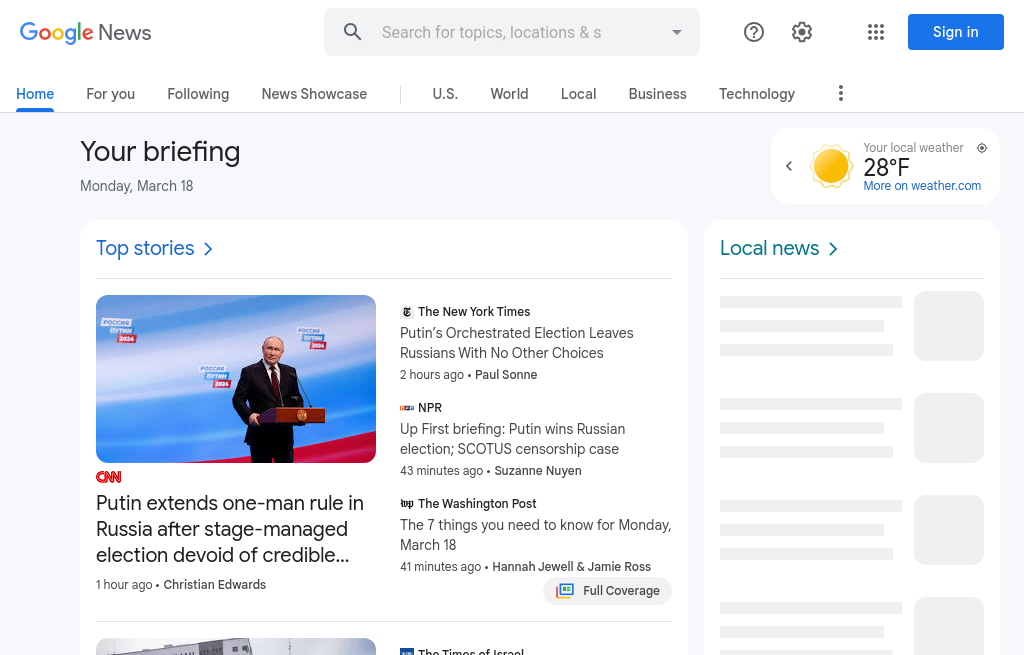 Google News
Search for topics, locations & s
Sign in
Home
For you
Following
News Showcase
U.S.
World
Local
Business
Technology
Your briefing
Monday, March 18
Your local weather
28°F
More on weather.com
Top stories
Local news
РОССИЯ
ПУТИН
2024
РОССИЯ
ПУТИН
2024
РОССИЯ
ПУТИН
2024
CNN
Putin extends one-man rule in
Russia after stage-managed
election devoid of credible...
1 hour ago • Christian Edwards
The New York Times
Putin's Orchestrated Election Leaves
Russians With No Other Choices
2 hours ago • Paul Sonne
NPR
Up First briefing: Putin wins Russian
election; SCOTUS censorship case
43 minutes ago • Suzanne Nuyen
The Washington Post
The 7 things you need to know for Monday,
March 18
41 minutes ago • Hannah Jewell & Jamie Ross
Full Coverage
The Times of Israel